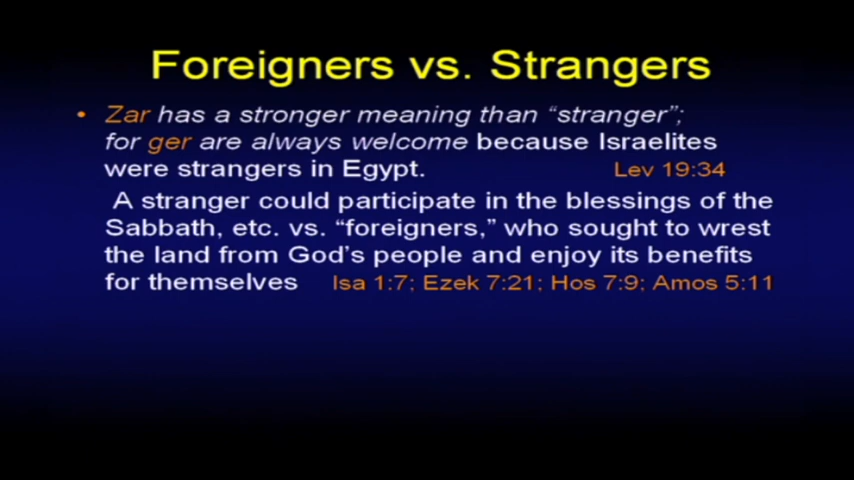 Foreigners vs. Strangers
• Zar has a stronger meaning than “stranger”;
for ger are always welcome because Israelites
were strangers in Egypt. Lev 19:34
A stranger could participate in the blessings of the
Sabbath, etc. vs. “foreigners,” who sought to wrest
the land from God’s people and enjoy its benefits
for themselves Isa 1:7; Ezek 7:21; Hos 7:9; Amos 5:11